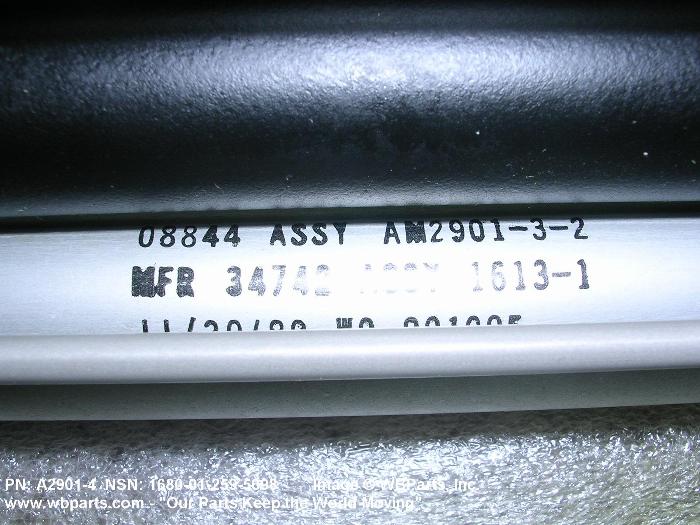 08844 ASSY AM2901-3-2
MFR 34742 ASSY 1613-1
PN: A2901-4 NSN: 1680-01-259-5698 Image © WBParts, Inc
www.wbparts.com - "Our Parts Keep the World Moving"